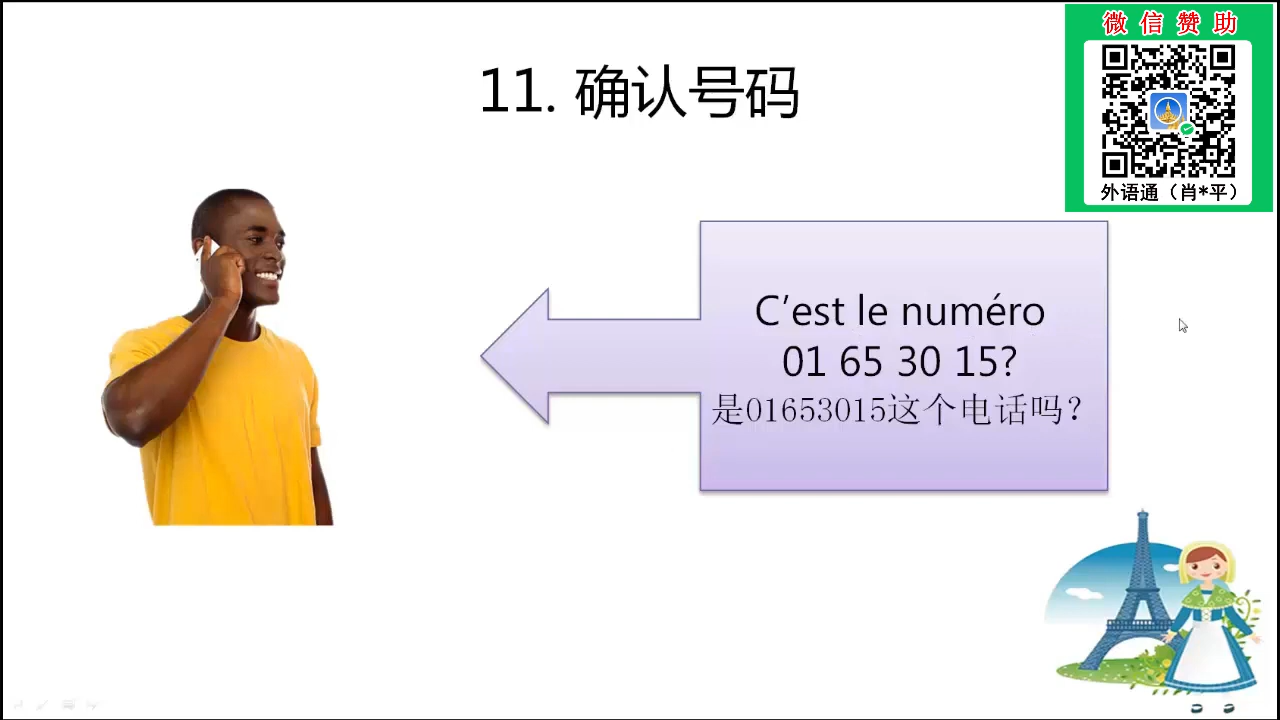 微信赞助
外语通（肖*平）
11. 确认号码
C’est le numéro
01 65 30 15?
是01653015这个电话吗？